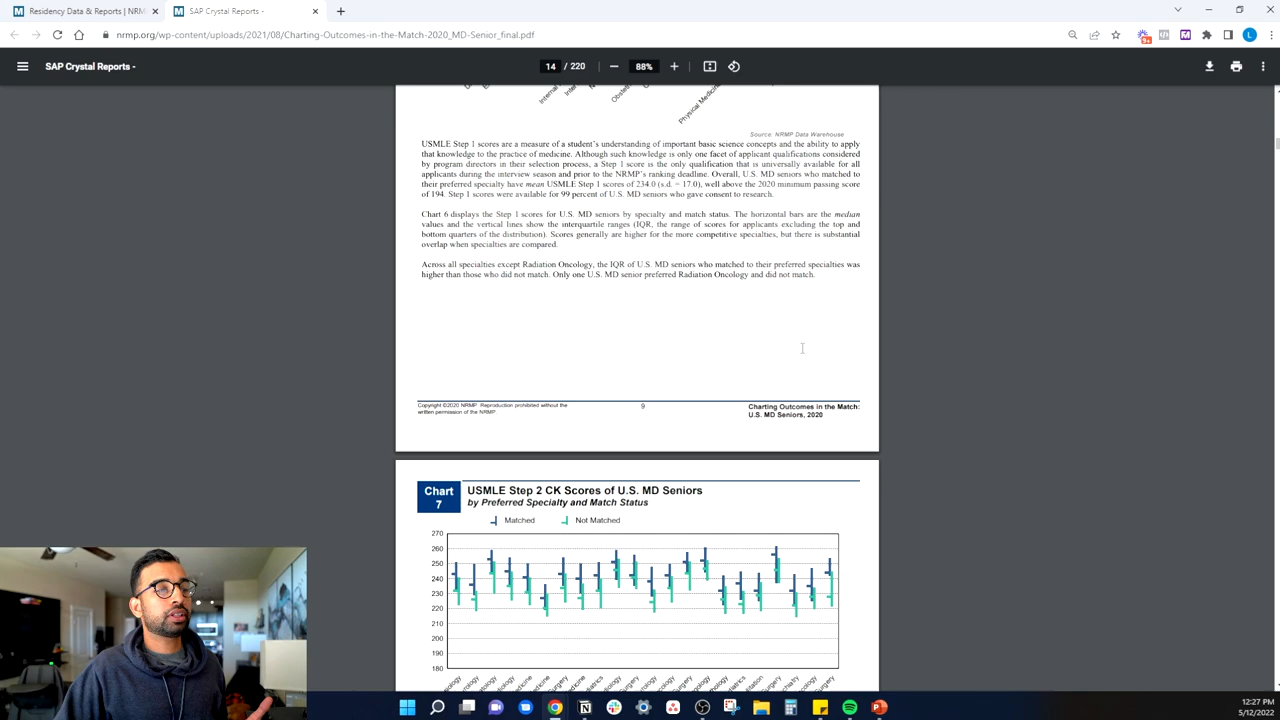 Residency Data & Reports | NRM
SAP Crystal Reports -
nrmp.org/wp-content/uploads/2021/08/Charting-Outcomes-in-the-Match-2020_MD-Senior_final.pdf
SAP Crystal Reports -
14 / 220
88%
Source: NRMP Data Warehouse
USMLE Step 1 scores are a measure of a student's understanding of important basic science concepts and the ability to apply
that knowledge to the practice of medicine. Although such knowledge is only one facet of applicant qualifications considered
by program directors in their selection process, a Step 1 score is the only qualification that is universally available for all
applicants during the interview season and prior to the NRMP's ranking deadline. Overall, U.S. MD seniors who matched to
their preferred specialty have mean USMLE Step 1 scores of 234.0 (s.d. = 17.0), well above the 2020 minimum passing score
of 194. Step 1 scores were available for 99 percent of U.S. MD seniors who gave consent to research.
Chart 6 displays the Step 1 scores for U.S. MD seniors by specialty and match status. The horizontal bars are the median
values and the vertical lines show the interquartile ranges (IQR, the range of scores for applicants excluding the top and
bottom quarters of the distribution). Scores generally are higher for the more competitive specialties, but there is substantial
overlap when specialties are compared.
Across all specialties except Radiation Oncology, the IQR of U.S. MD seniors who matched to their preferred specialties was
higher than those who did not match. Only one U.S. MD senior preferred Radiation Oncology and did not match.
Copyright ©2020 NRMP. Reproduction prohibited without the
written permission of the NRMP
9
Charting Outcomes in the Match:
U.S. MD Seniors, 2020
Chart
7
USMLE Step 2 CK Scores of U.S. MD Seniors
by Preferred Specialty and Match Status
Matched
Not Matched
270
260
250
240
230
220
210
200
190
180
12:27 PM
5/12/2022